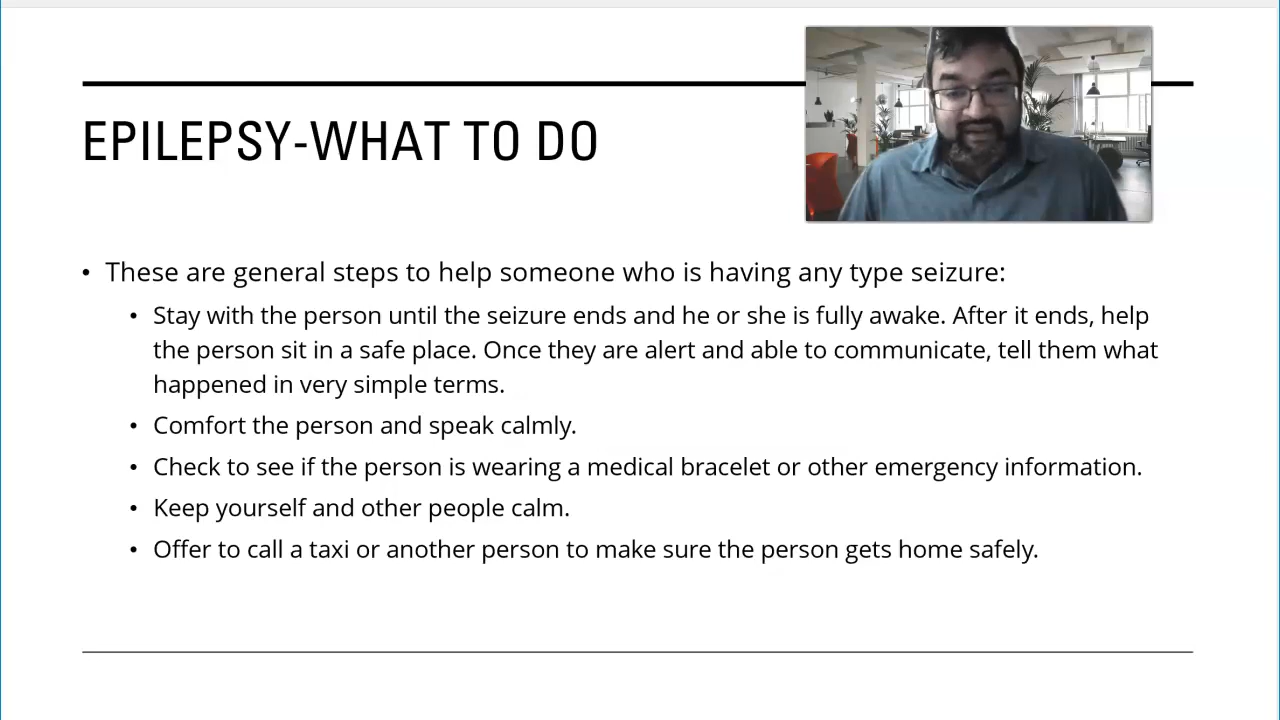 EPILEPSY-WHAT TO DO
• These are general steps to help someone who is having any type seizure:
• Stay with the person until the seizure ends and he or she is fully awake. After it ends, help
the person sit in a safe place. Once they are alert and able to communicate, tell them what
happened in very simple terms.
• Comfort the person and speak calmly.
• Check to see if the person is wearing a medical bracelet or other emergency information.
• Keep yourself and other people calm.
• Offer to call a taxi or another person to make sure the person gets home safely.